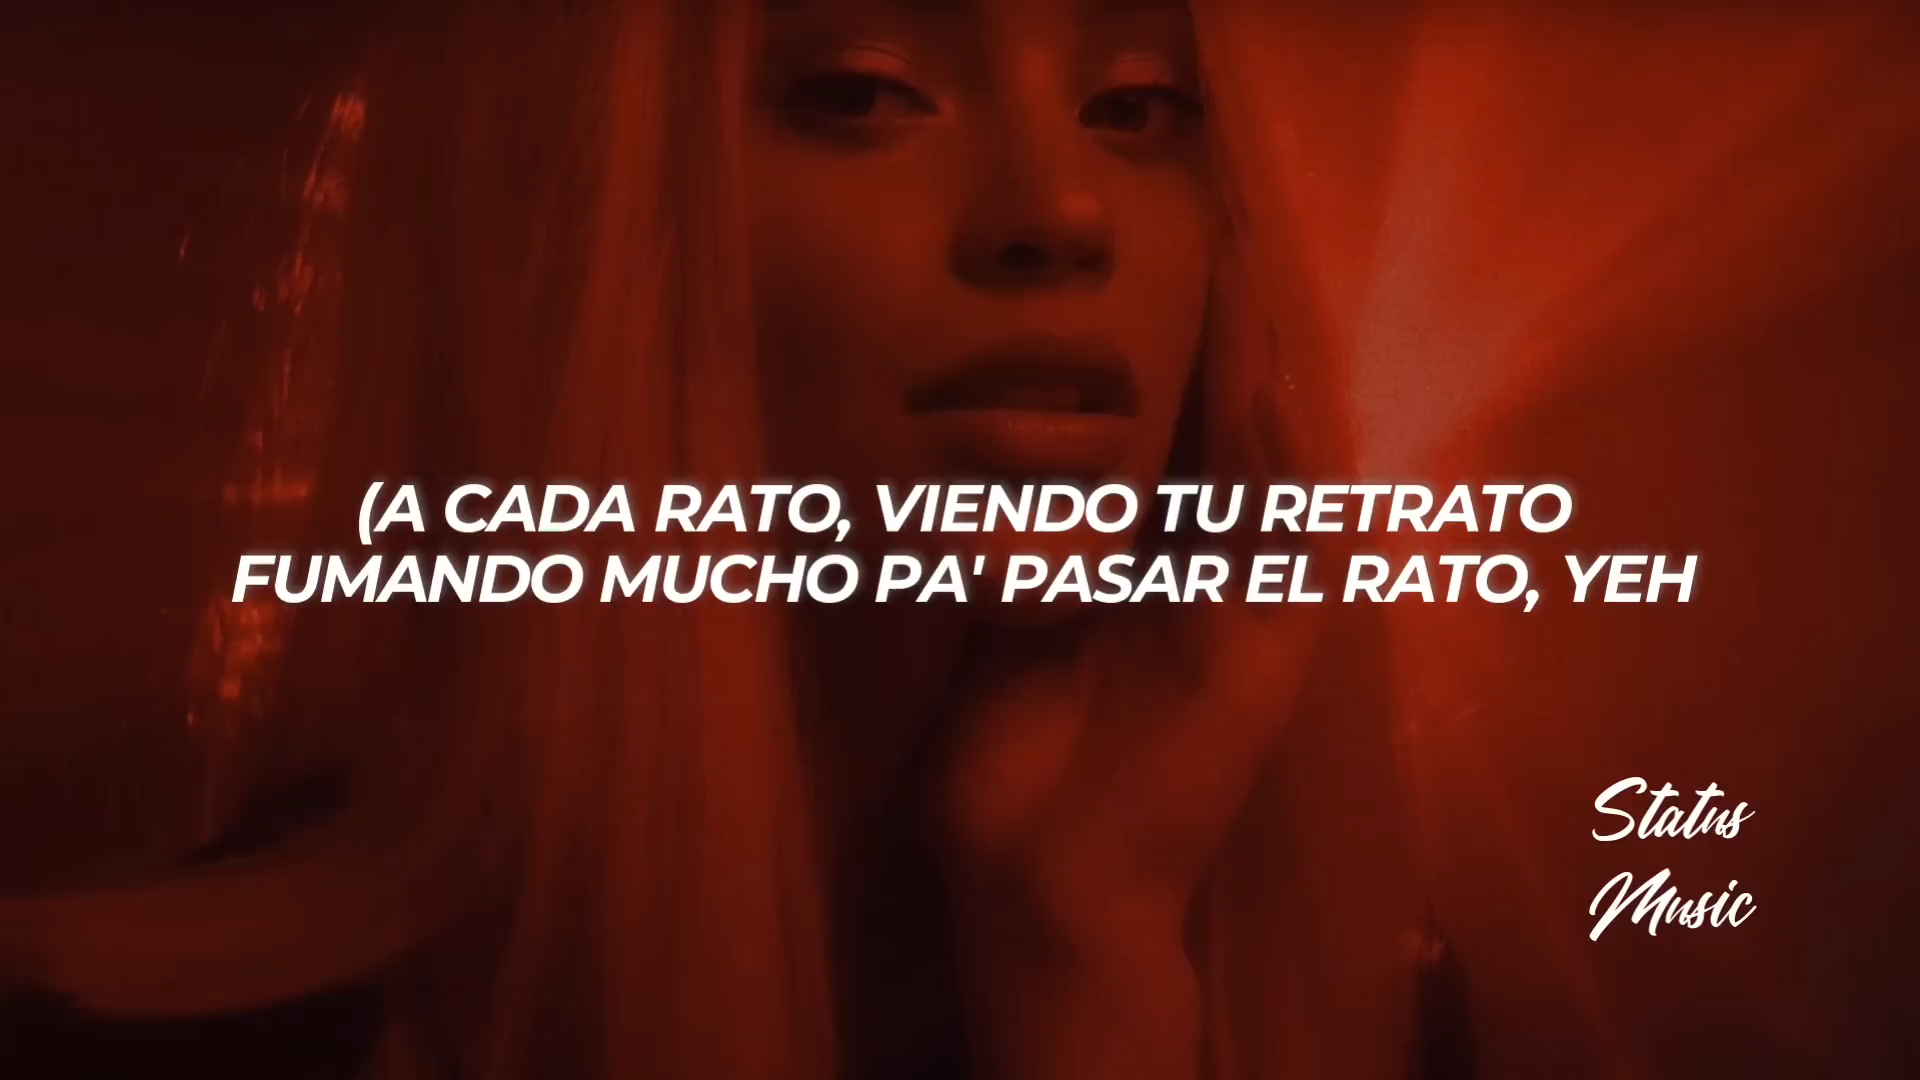 (A CADA RATO, VIENDO TU RETRATO
FUMANDO MUCHO PA' PASAR EL RATO, YEH
Status
Music